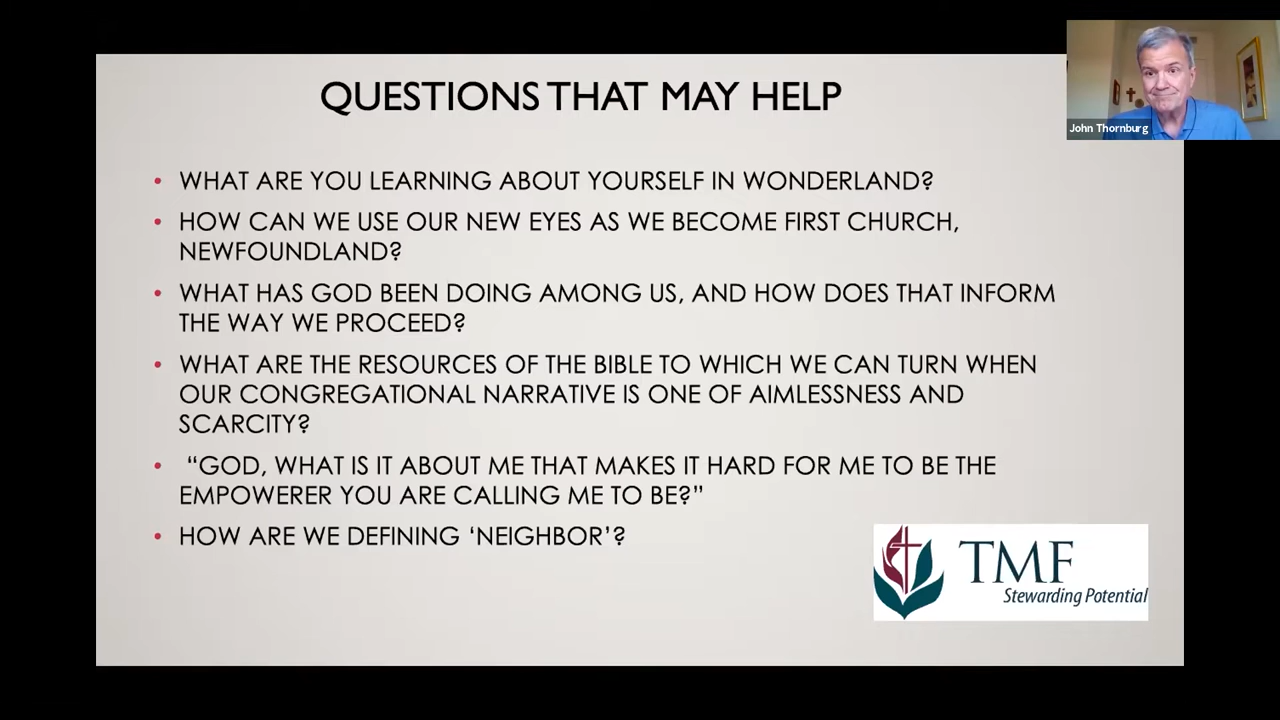 QUESTIONS THAT MAY HELP
John Thornburg
• WHAT ARE YOU LEARNING ABOUT YOURSELF IN WONDERLAND?
• HOW CAN WE USE OUR NEW EYES AS WE BECOME FIRST CHURCH,
NEWFOUNDLAND?
• WHAT HAS GOD BEEN DOING AMONG US, AND HOW DOES THAT INFORM
THE WAY WE PROCEED?
• WHAT ARE THE RESOURCES OF THE BIBLE TO WHICH WE CAN TURN WHEN
OUR CONGREGATIONAL NARRATIVE IS ONE OF AIMLESSNESS AND
SCARCITY?
• “GOD, WHAT IS IT ABOUT ME THAT MAKES IT HARD FOR ME TO BE THE
EMPOWERER YOU ARE CALLING ME TO BE?”
• HOW ARE WE DEFINING ‘NEIGHBOR’?
TMF
Stewarding Potential